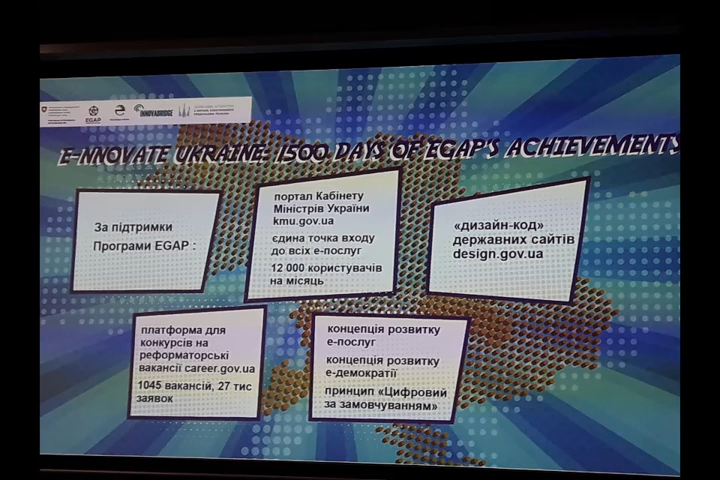 EGAP
INNOVABRIDGE
E-NNOVATE UKRAINE: 1500 DAYS OF EGAP'S ACHIEVEMENTS
За підтримки
Програми EGAP :
портал Кабінету
Міністрів України
kmu.gov.ua
єдина точка входу
до всіх е-послуг
12 000 користувачів
на місяць
«дизайн-код»
державних сайтів
design.gov.ua
платформа для
конкурсів на
реформаторські
вакансії career.gov.ua
1045 вакансій, 27 тис
заявок
концепція розвитку
е-послуг
концепція розвитку
е-демократії
принцип «Цифровий
за замовчуванням»